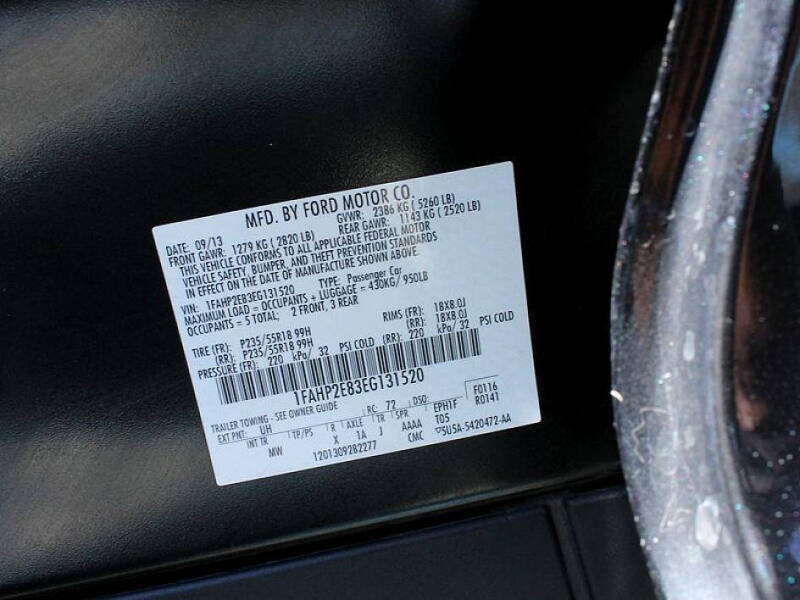 MFD. BY FORD MOTOR CO.
DATE: 09/13 GVWR: 2386 KG ( 5260 LB)
FRONT GAWR: 1279 KG ( 2820 LB) REAR GAWR: 1143 KG ( 2520 LB)
THIS VEHICLE CONFORMS TO ALL APPLICABLE FEDERAL MOTOR
VEHICLE SAFETY, BUMPER, AND THEFT PREVENTION STANDARDS
IN EFFECT ON THE DATE OF MANUFACTURE SHOWN ABOVE.
VIN: 1FAHP2E83EG131520 TYPE: Passenger Car
MAXIMUM LOAD = OCCUPANTS + LUGGAGE = 430KG/ 950LB
OCCUPANTS = 5 TOTAL: 2 FRONT, 3 REAR
TIRE (FR): P235/55R18 99H RIMS (FR): 18X8.0J
(RR): P235/55R18 99H (RR): 18X8.0J
PRESSURE (FR): 220 kPa/ 32 PSI COLD (RR): 220 kPa/ 32 PSI COLD
1FAHP2E83EG131520
TRAILER TOWING - SEE OWNER GUIDE F0116
EXT PNT: UH RC: 72 DSO: R0141
INT TR TP/PS R AXLE TR SPR EPH1F
MW X 1A J AAAA T05
1201309282277 CMC 5U5A-5420472-AA